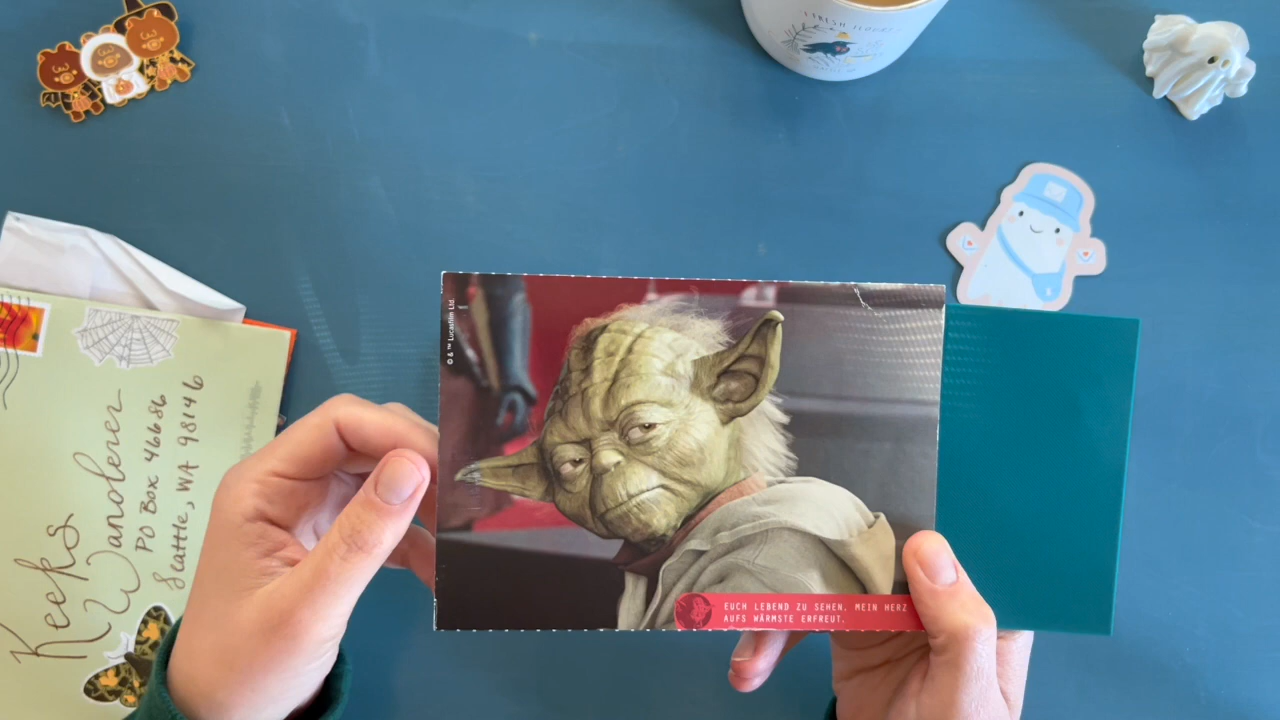 © & ™ Lucasfilm Ltd.
EUCH LEBEND ZU SEHEN. MEIN HERZ
AUFS WÄRMSTE ERFREUT.
Keeks
Wanderer
PO Box 46686
Seattle, WA 98146